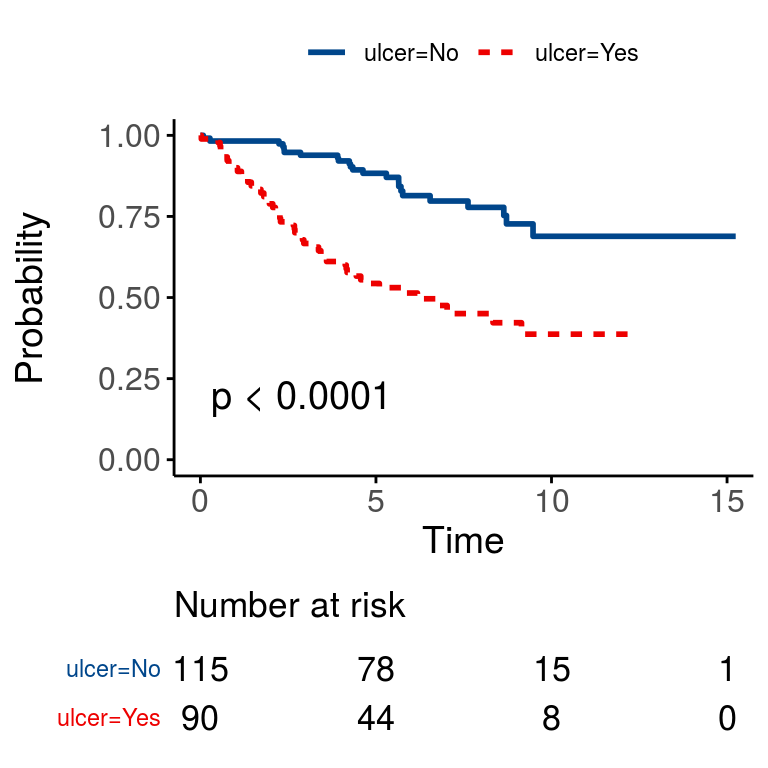 ulcer=No ulcer=Yes
1.00
0.75
0.50
0.25
0.00
Probability
p < 0.0001
0 5 10 15
Time
Number at risk
ulcer=No 115 78 15 1
ulcer=Yes 90 44 8 0